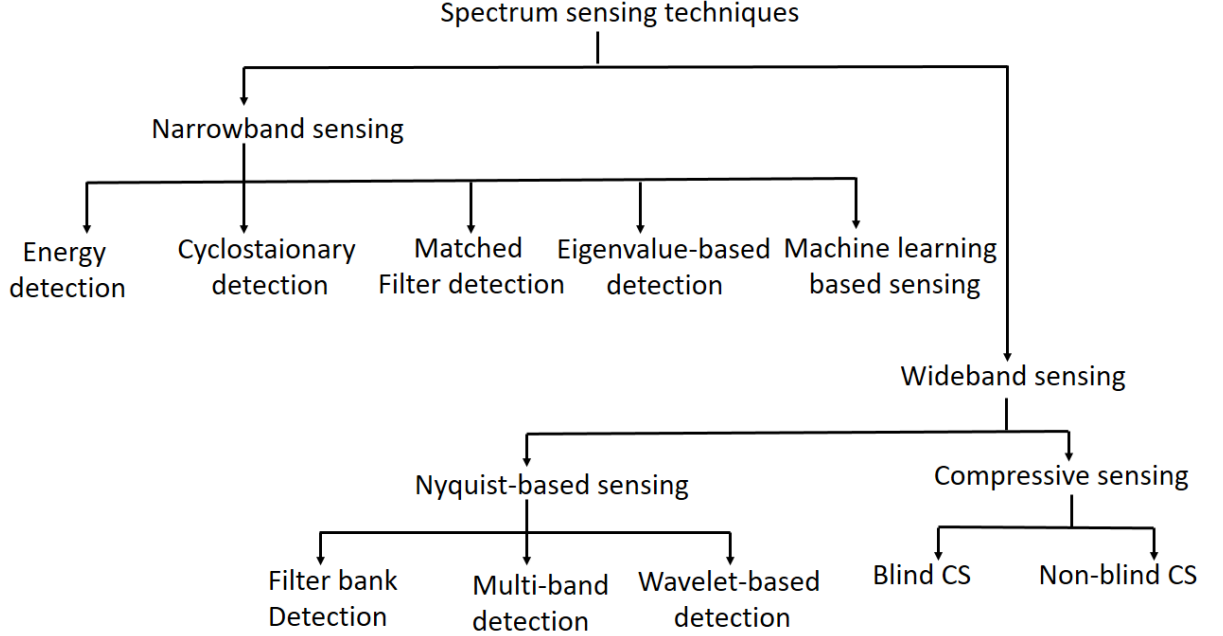 Spectrum sensing techniques
Narrowband sensing
Energy
detection
Cyclostaionary
detection
Matched
Filter detection
Eigenvalue-based
detection
Machine learning
based sensing
Wideband sensing
Nyquist-based sensing
Compressive sensing
Filter bank
Detection
Multi-band
detection
Wavelet-based
detection
Blind CS
Non-blind CS